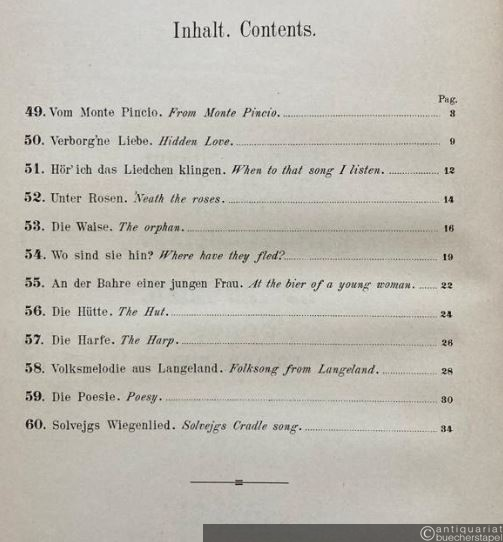 Inhalt. Contents.
Pag.
49. Vom Monte Pincio. From Monte Pincio. 3
50. Verborg'ne Liebe. Hidden Love. 9
51. Hör' ich das Liedchen klingen. When to that song I listen. 12
52. Unter Rosen. 'Neath the roses. 14
53. Die Waise. The orphan. 16
54. Wo sind sie hin? Where have they fled? 19
55. An der Bahre einer jungen Frau. At the bier of a young woman. 22
56. Die Hütte. The Hut. 24
57. Die Harfe. The Harp. 26
58. Volksmelodie aus Langeland. Folksong from Langeland. 28
59. Die Poesie. Poesy. 30
60. Solvejgs Wiegenlied. Solvejgs Cradle song. 34
© antiquariat
buecherstapel